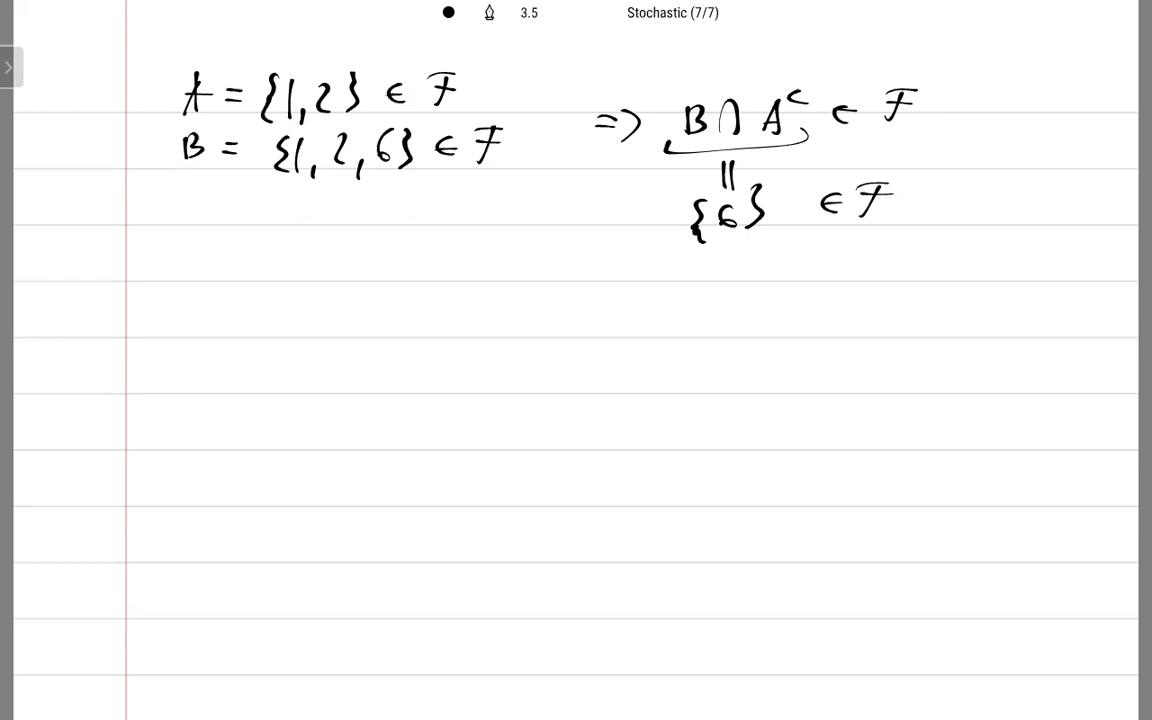 3.5 Stochastic (7/7)
A = {1,2} ∈ F
B = {1,2,6} ∈ F
=> B∩A^c ∈ F
||
{6} ∈ F